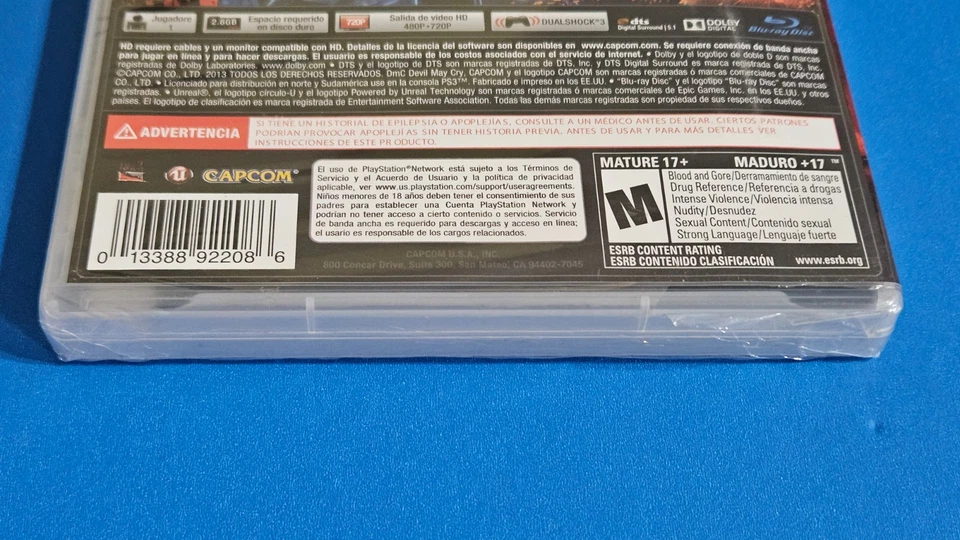 Jugadores
1
2.8GB
Espacio requerido
en disco duro
720P
Salida de video HD
480P•720P
DUALSHOCK®3
dts
Digital Surround | 5.1
DOLBY
DIGITAL
Blu-ray Disc
HD requiere cables y un monitor compatible con HD. Detalles de la licencia del software son disponibles en www.capcom.com. Se requiere conexión de banda ancha
para jugar en línea y para hacer descargas. El usuario es responsable de los costos asociados con el servicio de internet. • Dolby y el logotipo de doble D son marcas
registradas de Dolby Laboratories. www.dolby.com • DTS y el logotipo de DTS son marcas registradas de DTS, Inc. y DTS Digital Surround es marca registrada de DTS, Inc.
©CAPCOM CO., LTD. 2013 TODOS LOS DERECHOS RESERVADOS. DmC Devil May Cry, CAPCOM y el logotipo CAPCOM son marcas registradas ó marcas comerciales de CAPCOM
CO., LTD. • Licenciado para distribución en norte y Sudamérica use en la consola PS3™. Fabricado e impreso en los EE.UU. • "Blu-ray Disc" y el logotipo "Blu-ray Disc" son marcas
registradas. • Unreal®, el logotipo círculo-U y el logotipo Powered by Unreal Technology son marcas registradas ó marcas comerciales de Epic Games, Inc. en los EE.UU. y otros
países. El logotipo de clasificación es marca registrada de Entertainment Software Association. Todas las demás marcas registradas son propiedad de sus respectivos dueños.
ADVERTENCIA
SI TIENE UN HISTORIAL DE EPILEPSIA O APOPLEJÍAS, CONSULTE A UN MÉDICO ANTES DE USAR. CIERTOS PATRONES
PODRÍAN PROVOCAR APOPLEJÍAS SIN TENER HISTORIA PREVIA. ANTES DE USAR Y PARA MÁS DETALLES VER
INSTRUCCIONES DE ESTE PRODUCTO.
CAPCOM
0 13388 92208 6
El uso de PlayStation®Network está sujeto a los Términos de
Servicio y el Acuerdo de Usuario y la política de privacidad
aplicable, ver www.us.playstation.com/support/useragreements.
Niños menores de 18 años deben tener el consentimiento de sus
padres para establecer una Cuenta PlayStation Network y
podrían no tener acceso a cierto contenido o servicios. Servicio
de banda ancha es requerido para descargas y acceso en línea;
el usario es responsable de los cargos relacionados.
CAPCOM U.S.A., INC.
800 Concar Drive, Suite 300, San Mateo, CA 94402-7045
MATURE 17+ MADURO +17™
M
Blood and Gore/Derramamiento de sangre
Drug Reference/Referencia a drogas
Intense Violence/Violencia intensa
Nudity/Desnudez
Sexual Content/Contenido sexual
Strong Language/Lenguaje fuerte
ESRB CONTENT RATING
ESRB CONTENIDO CLASIFICACIÓN
www.esrb.org